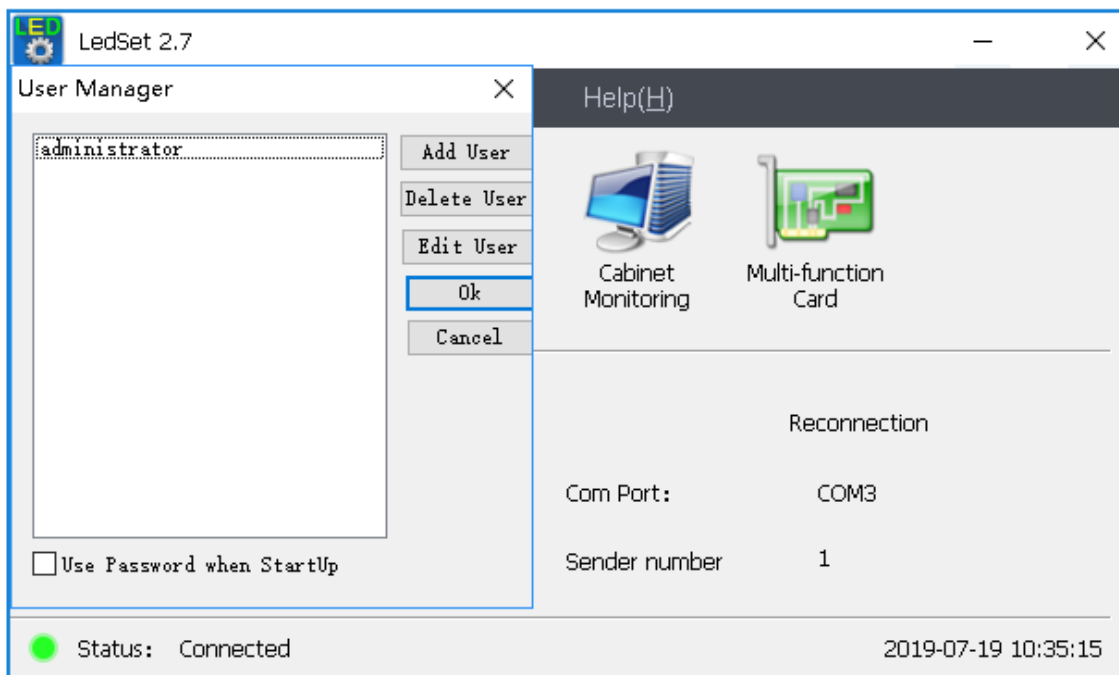 LED
LedSet 2.7
User Manager
Help(H)
administrator
Add User
Delete User
Edit User
Ok
Cancel
Use Password when StartUp
Cabinet
Monitoring
Multi-function
Card
Reconnection
Com Port: COM3
Sender number 1
Status: Connected 2019-07-19 10:35:15